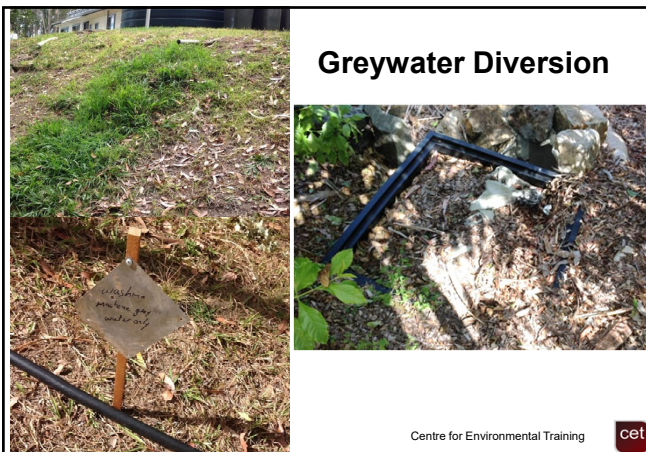 Greywater Diversion
washing
machine grey
water only
Centre for Environmental Training
cet